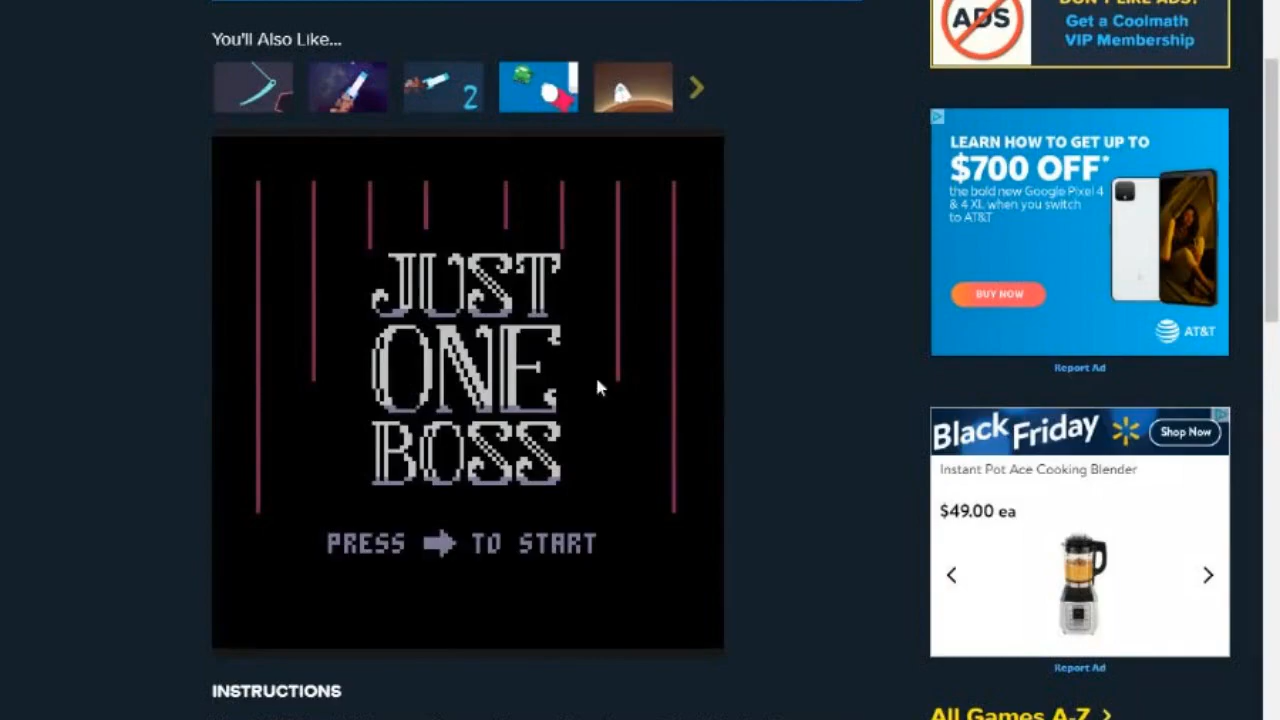 DON'T LIKE ADS?
ADS
Get a Coolmath
VIP Membership
You'll Also Like...
2
JUST
ONE
BOSS
PRESS TO START
INSTRUCTIONS
LEARN HOW TO GET UP TO
$700 OFF*
the bold new Google Pixel 4
& 4 XL when you switch
to AT&T
BUY NOW
AT&T
Report Ad
Black Friday
Shop Now
Instant Pot Ace Cooking Blender
$49.00 ea
Report Ad
All Games A-Z